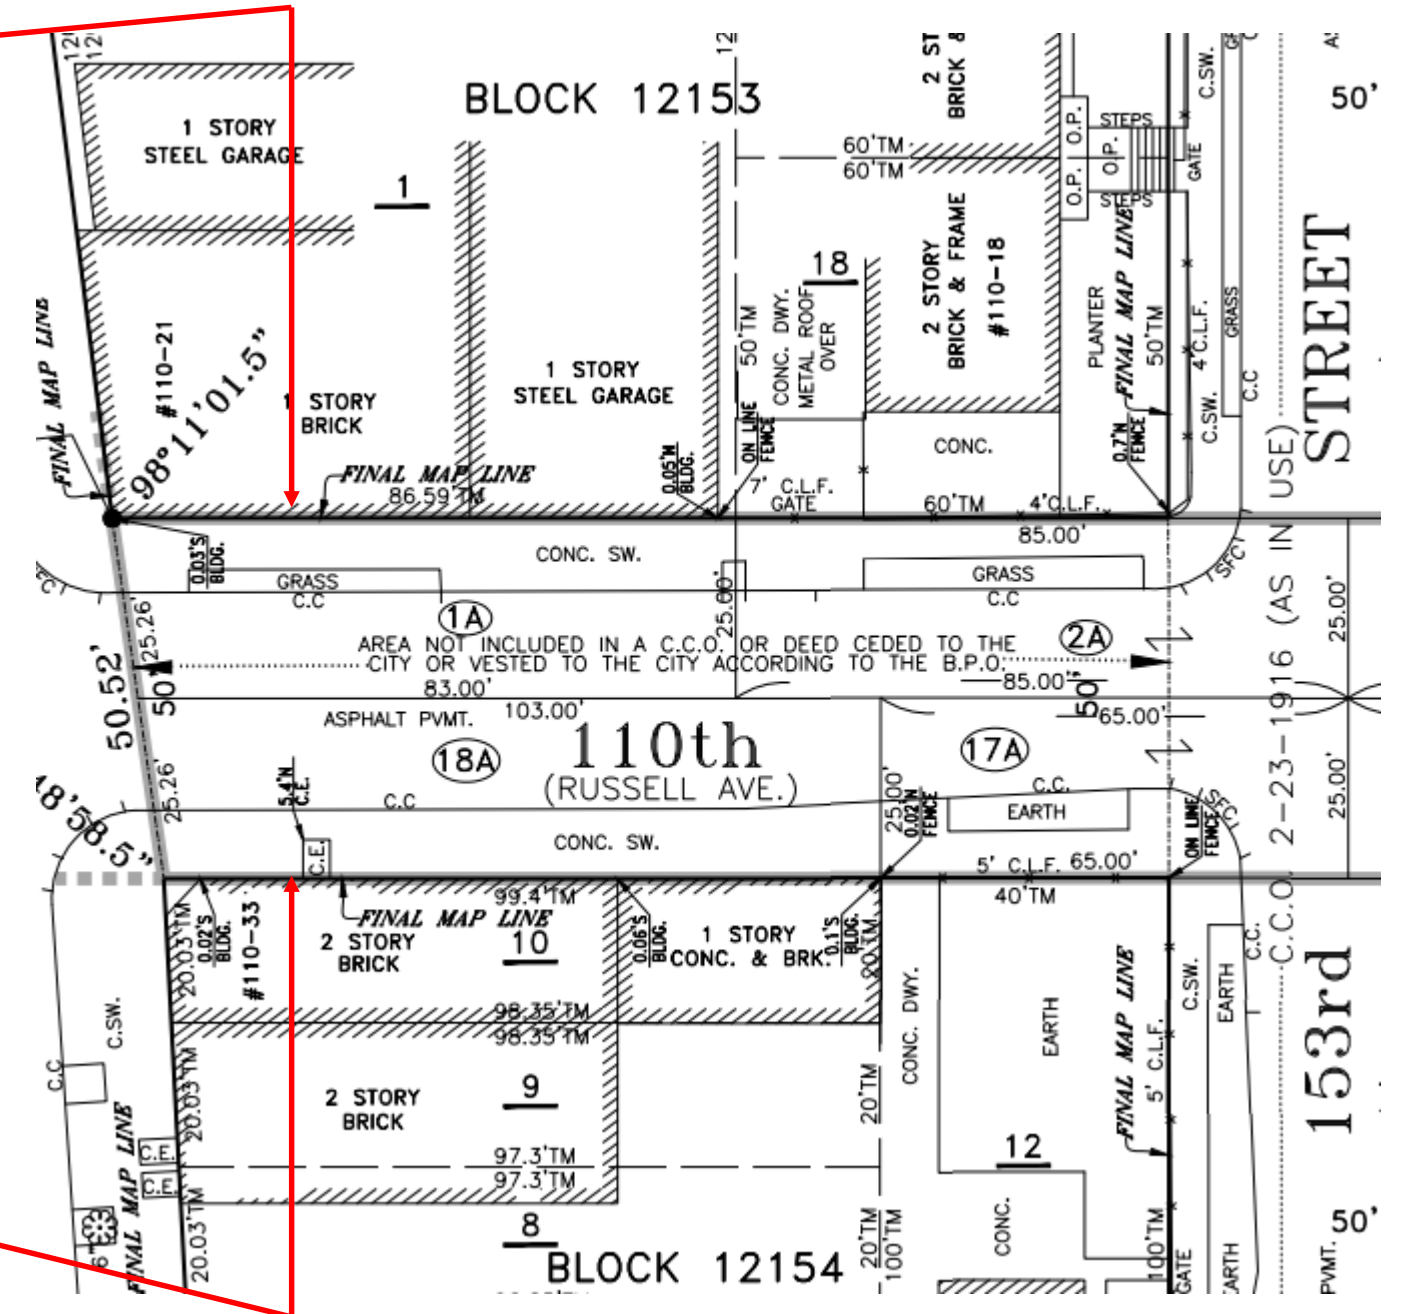 BLOCK 12153
1 STORY
STEEL GARAGE
1
2 ST
BRICK &
O.P.
O.P.
O.P.
STEPS
STEPS
GATE
C.SW.
50'
60'TM
60'TM
18
2 STORY
BRICK & FRAME
#110-18
CONC. DWY.
METAL ROOF
OVER
50'TM
PLANTER
FINAL MAP LINE
50'TM
4'C.L.F.
GRASS
C.C
C.SW.
STREET
FINAL MAP LINE
#110-21
98°11'01.5"
1 STORY
BRICK
1 STORY
STEEL GARAGE
FINAL MAP LINE
86.59'TM
0.05'N
BLDG.
ON LINE
FENCE
7' C.L.F.
GATE
CONC.
60'TM
4'C.L.F.
0.7'N
FENCE
85.00'
0.03'S
BLDG.
CONC. SW.
GRASS
C.C
GRASS
C.C
SFC
25.00'
1A
2A
AREA NOT INCLUDED IN A C.C.O. OR DEED CEDED TO THE
CITY OR VESTED TO THE CITY ACCORDING TO THE B.P.O.
25.26'
50.52'
50'
83.00'
85.00'
50'
25.00'
ASPHALT PVMT.
103.00'
65.00'
110th
(RUSSELL AVE.)
18A
17A
25.26'
48'58.5"
5.4'N
C.E.
C.C
C.E.
CONC. SW.
25.00'
0.02'N
FENCE
C.C.
EARTH
5' C.L.F.
65.00'
40'TM
ON LINE
FENCE
SFC
25.00'
C.C.O. 2-23-1916 (AS IN USE)
99.4'TM
FINAL MAP LINE
20.03'TM
0.02'S
BLDG.
#110-33
2 STORY
BRICK
10
0.06'S
BLDG.
1 STORY
CONC. & BRK.
0.1'S
BLDG.
20'TM
98.35'TM
98.35'TM
CONC. DWY.
EARTH
FINAL MAP LINE
5' C.L.F.
C.SW.
EARTH
C.C.
153rd
C.SW.
C.C
20.03'TM
2 STORY
BRICK
9
20'TM
FINAL MAP LINE
C.E.
C.E.
97.3'TM
97.3'TM
12
20.03'TM
8
BLOCK 12154
20'TM
100'TM
CONC.
100'TM
GATE
EARTH
50'
PVMT.